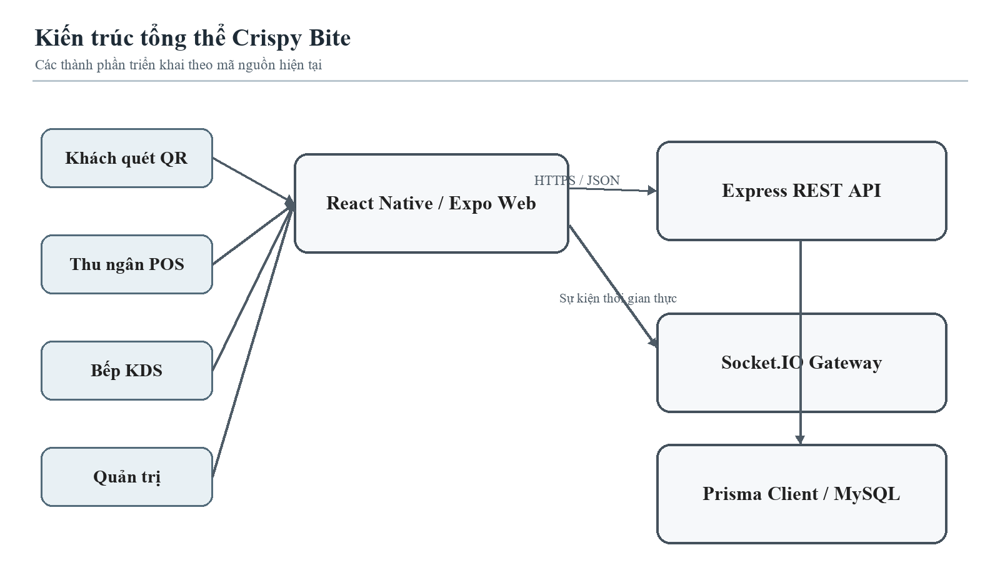 Kiến trúc tổng thể Crispy Bite
Các thành phần triển khai theo mã nguồn hiện tại
Khách quét QR
Thu ngân POS
Bếp KDS
Quản trị
React Native / Expo Web
HTTPS / JSON
Sự kiện thời gian thực
Express REST API
Socket.IO Gateway
Prisma Client / MySQL